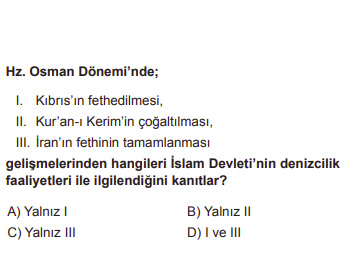 Hz. Osman Dönemi'nde;
I. Kıbrıs'ın fethedilmesi,
II. Kur'an-ı Kerim'in çoğaltılması,
III. İran'ın fethinin tamamlanması
gelişmelerinden hangileri İslam Devleti'nin denizcilik
faaliyetleri ile ilgilendiğini kanıtlar?
A) Yalnız I B) Yalnız II
C) Yalnız III D) I ve III